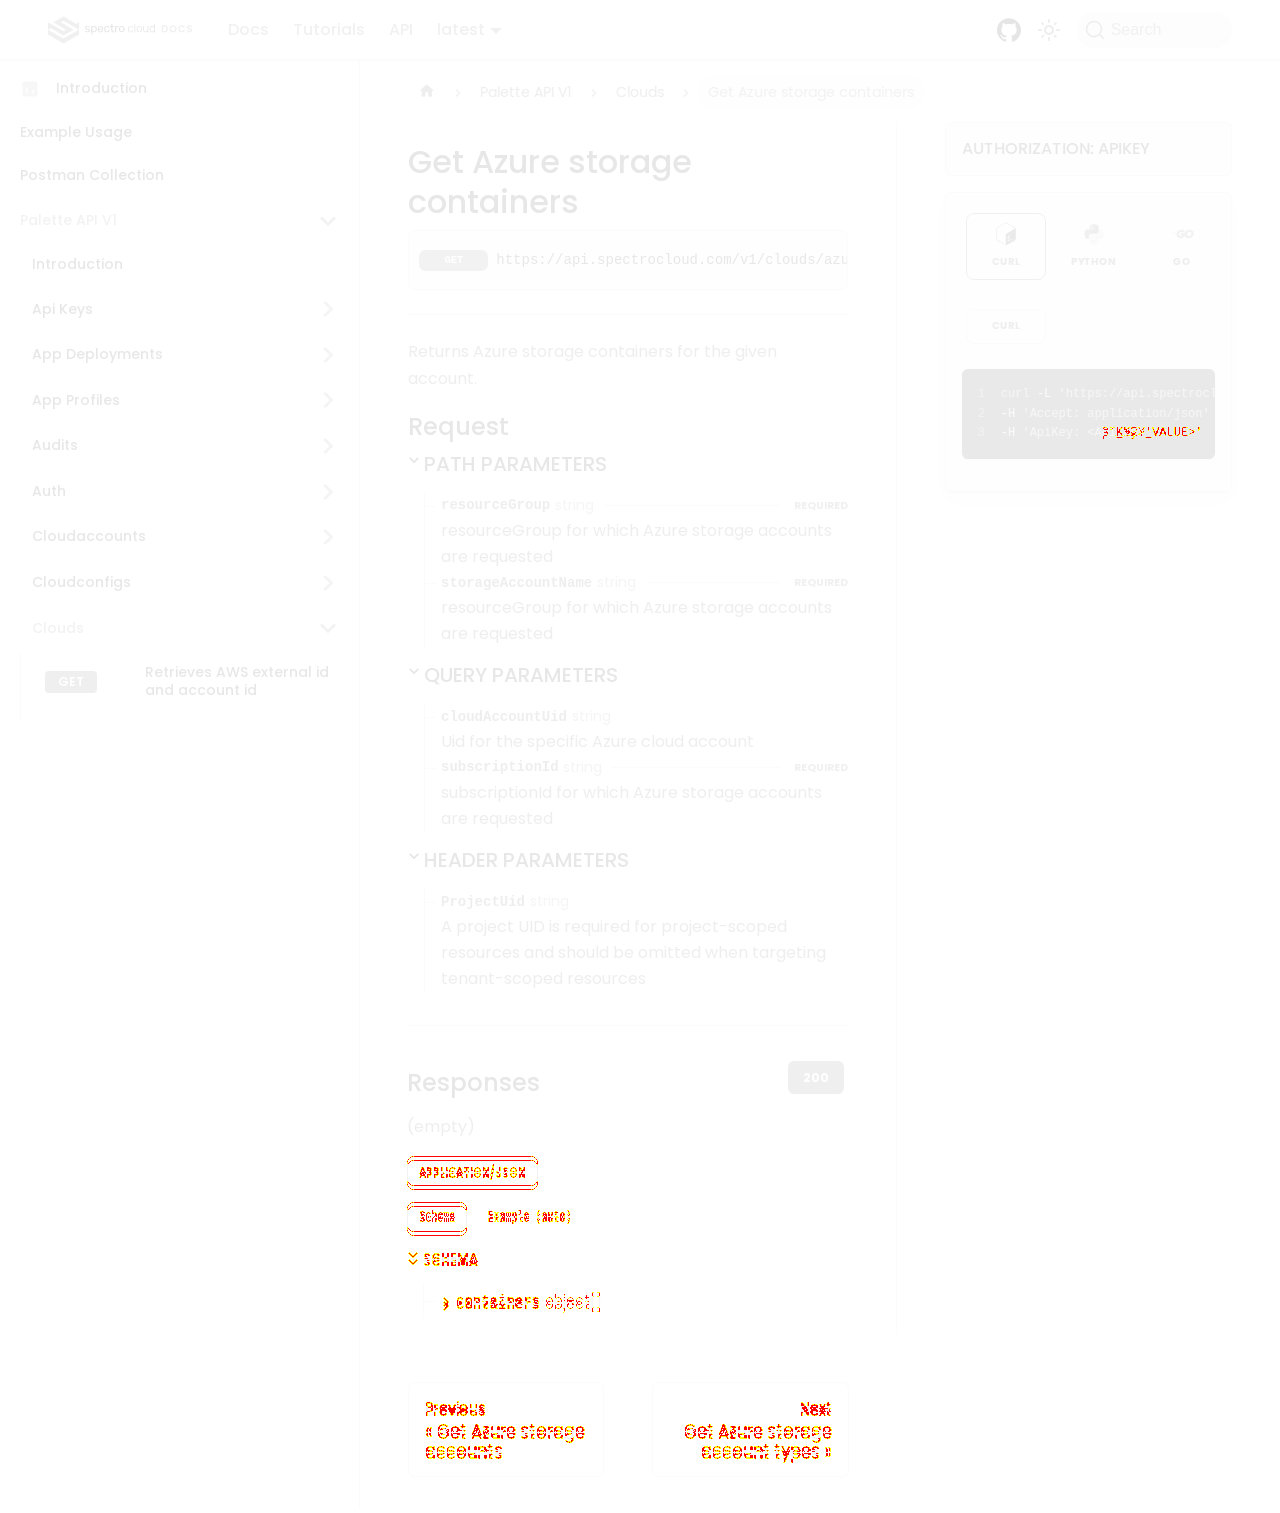 spectro cloud DOCS
Docs
Tutorials
API
latest
Search
Introduction
Example Usage
Postman Collection
Palette API V1
Introduction
Api Keys
App Deployments
App Profiles
Audits
Auth
Cloudaccounts
Cloudconfigs
Clouds
GET
Retrieves AWS external id
and account id
Palette API V1
Clouds
Get Azure storage containers
Get Azure storage
containers
GET https://api.spectrocloud.com/v1/clouds/azu
Returns Azure storage containers for the given
account.
Request
PATH PARAMETERS
resourceGroup string REQUIRED
resourceGroup for which Azure storage accounts
are requested
storageAccountName string REQUIRED
resourceGroup for which Azure storage accounts
are requested
QUERY PARAMETERS
cloudAccountUid string
Uid for the specific Azure cloud account
subscriptionId string REQUIRED
subscriptionId for which Azure storage accounts
are requested
HEADER PARAMETERS
ProjectUid string
A project UID is required for project-scoped
resources and should be omitted when targeting
tenant-scoped resources
Responses
200
(empty)
APPLICATION/JSON
Schema
Example (auto)
SCHEMA
containers object[]
Previous
« Get Azure storage
accounts
Next
Get Azure storage
account types »
AUTHORIZATION: APIKEY
CURL
PYTHON
GO
GO
CURL
1 curl -L 'https://api.spectrocl
2 -H 'Accept: application/json'
3 -H 'ApiKey: